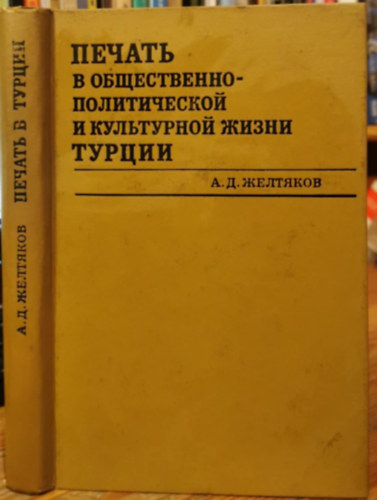 ПЕЧАТЬ
В ОБЩЕСТВЕННО-
ПОЛИТИЧЕСКОЙ
И КУЛЬТУРНОЙ ЖИЗНИ
ТУРЦИИ
А.Д.ЖЕЛТЯКОВ
А.Д.ЖЕЛТЯКОВ ПЕЧАТЬ В ТУРЦИИ